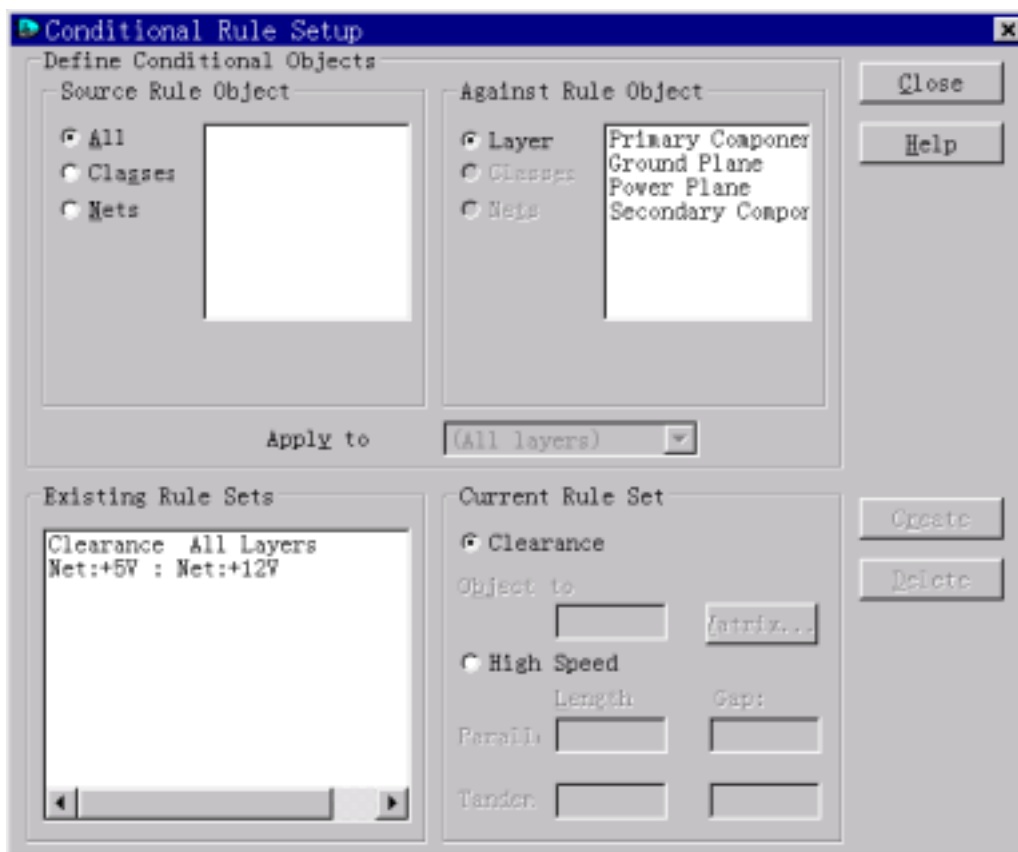 Conditional Rule Setup
Define Conditional Objects
Source Rule Object
All
Classes
Nets
Against Rule Object
Layer
Classes
Nets
Primary Componer
Ground Plane
Power Plane
Secondary Compor
Close
Help
Apply to
(All layers)
Existing Rule Sets
Clearance All Layers
Net:+5V : Net:+12V
Current Rule Set
Clearance
Object to
Matrix...
High Speed
Length
Gap:
Parall
Tanden
Create
Delete